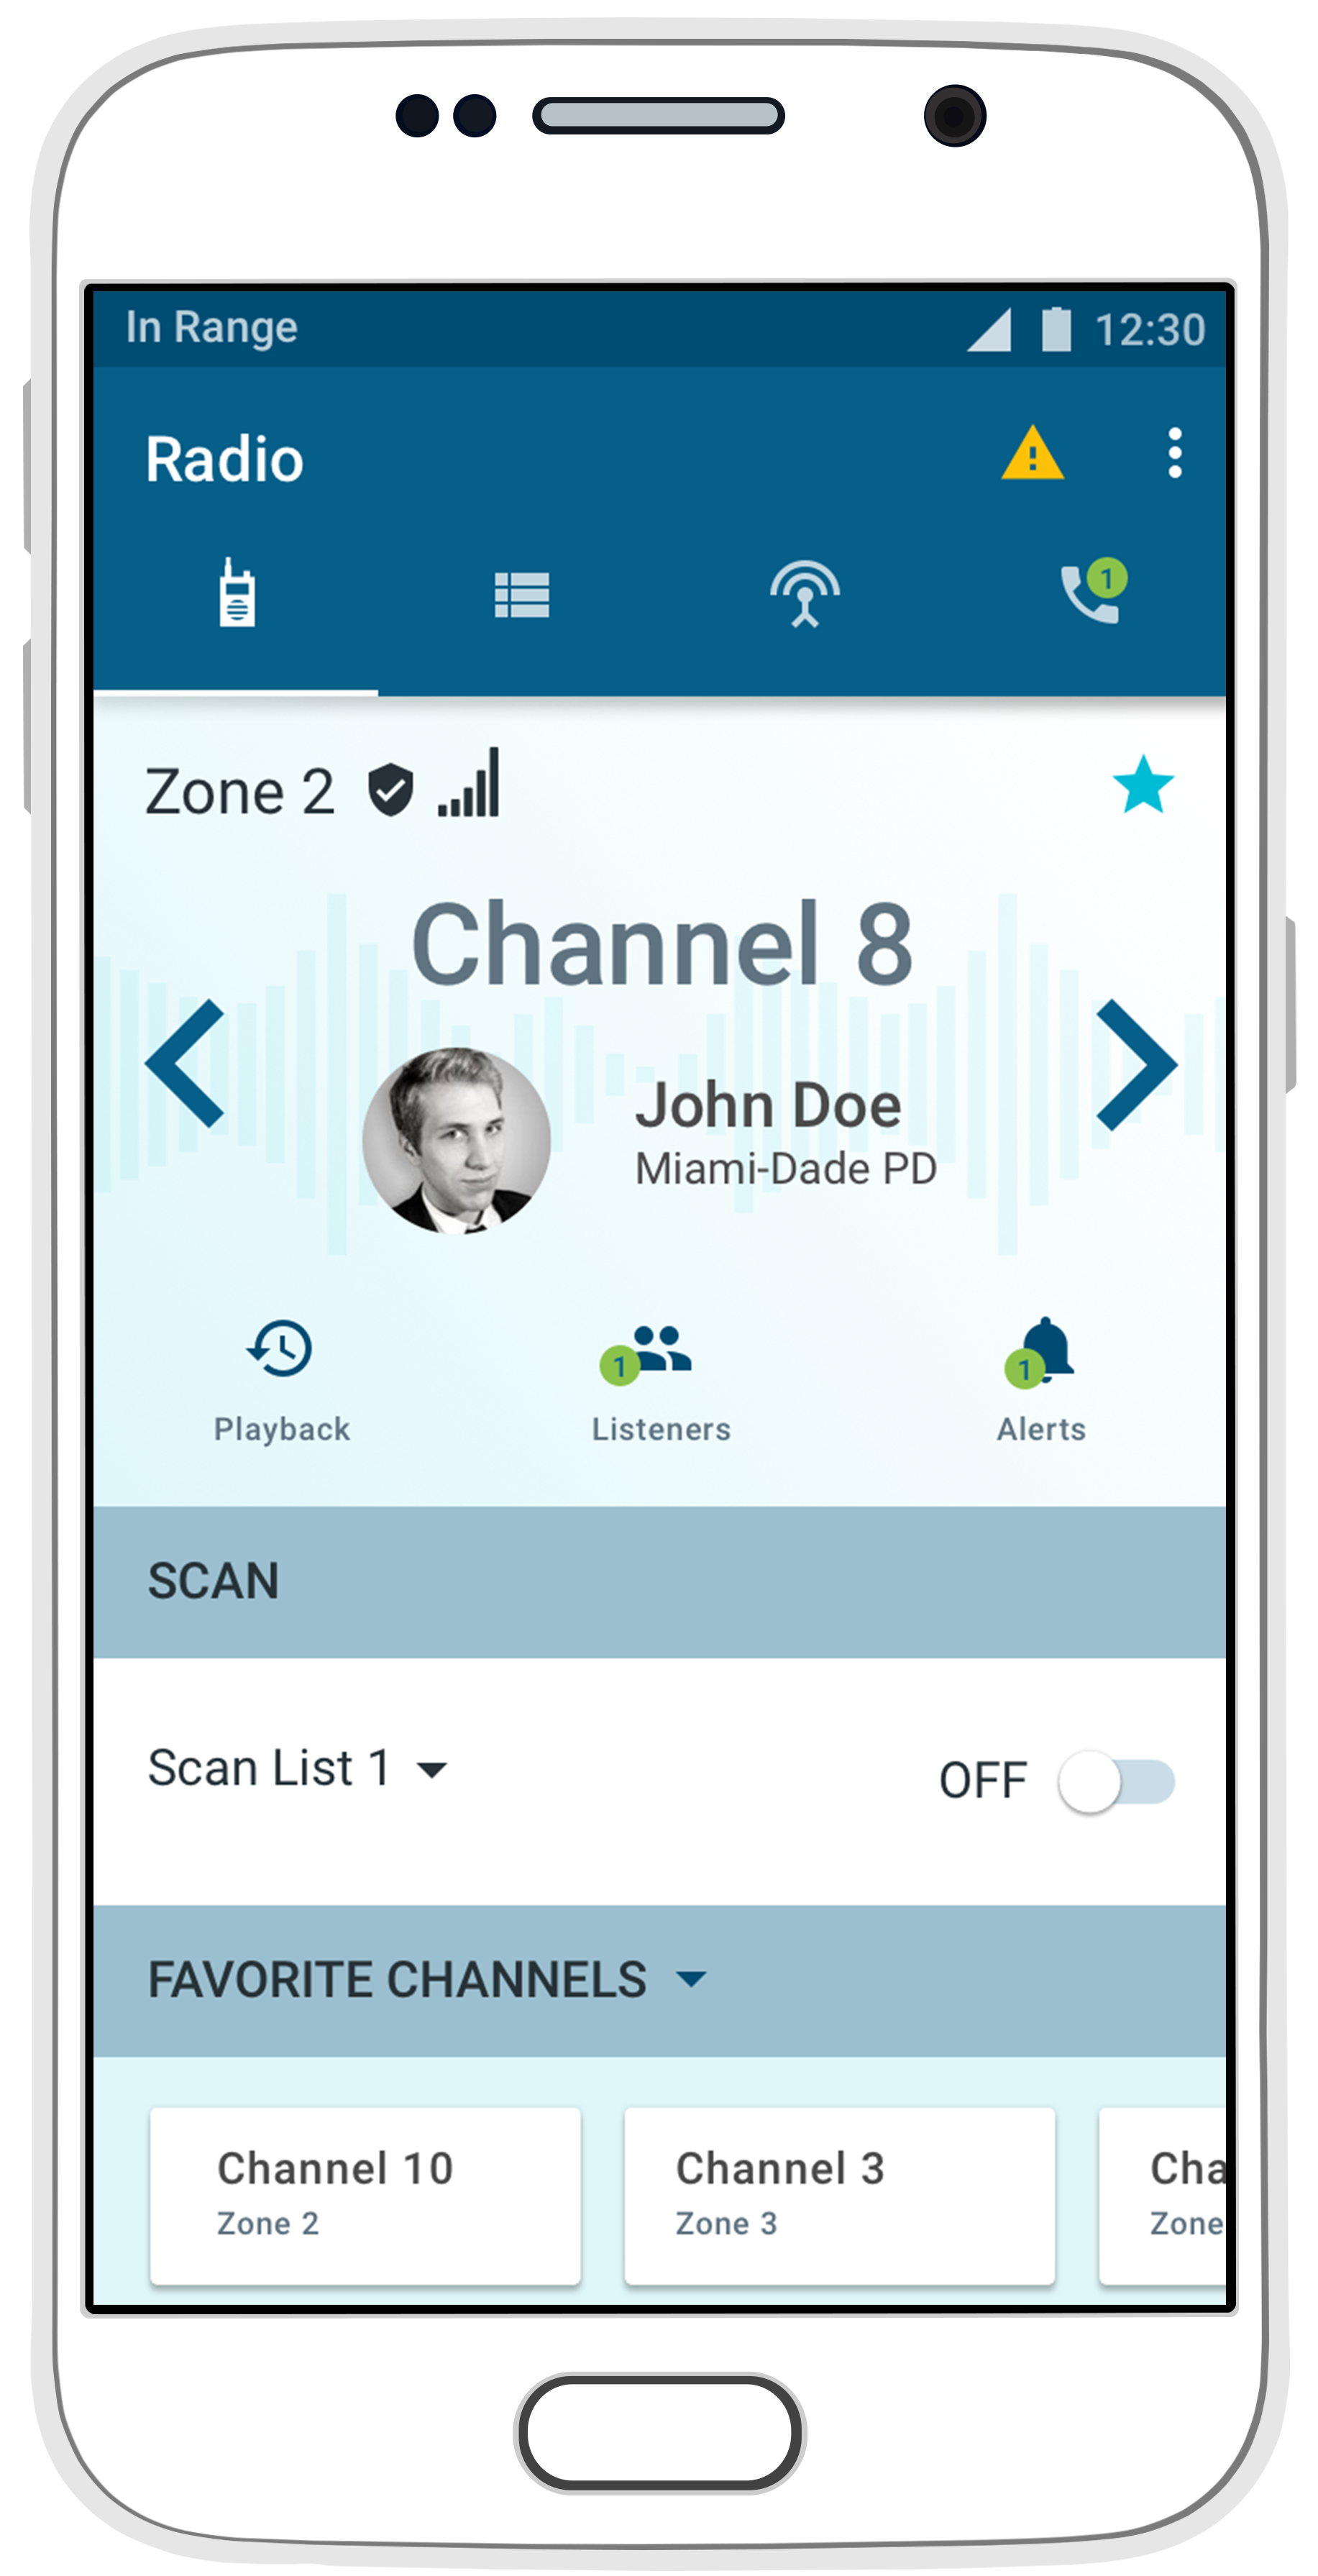 In Range 12:30
Radio
1
Zone 2
Channel 8
John Doe
Miami-Dade PD
1 1
Playback Listeners Alerts
SCAN
Scan List 1 OFF
FAVORITE CHANNELS
Channel 10 Channel 3 Cha
Zone 2 Zone 3 Zone